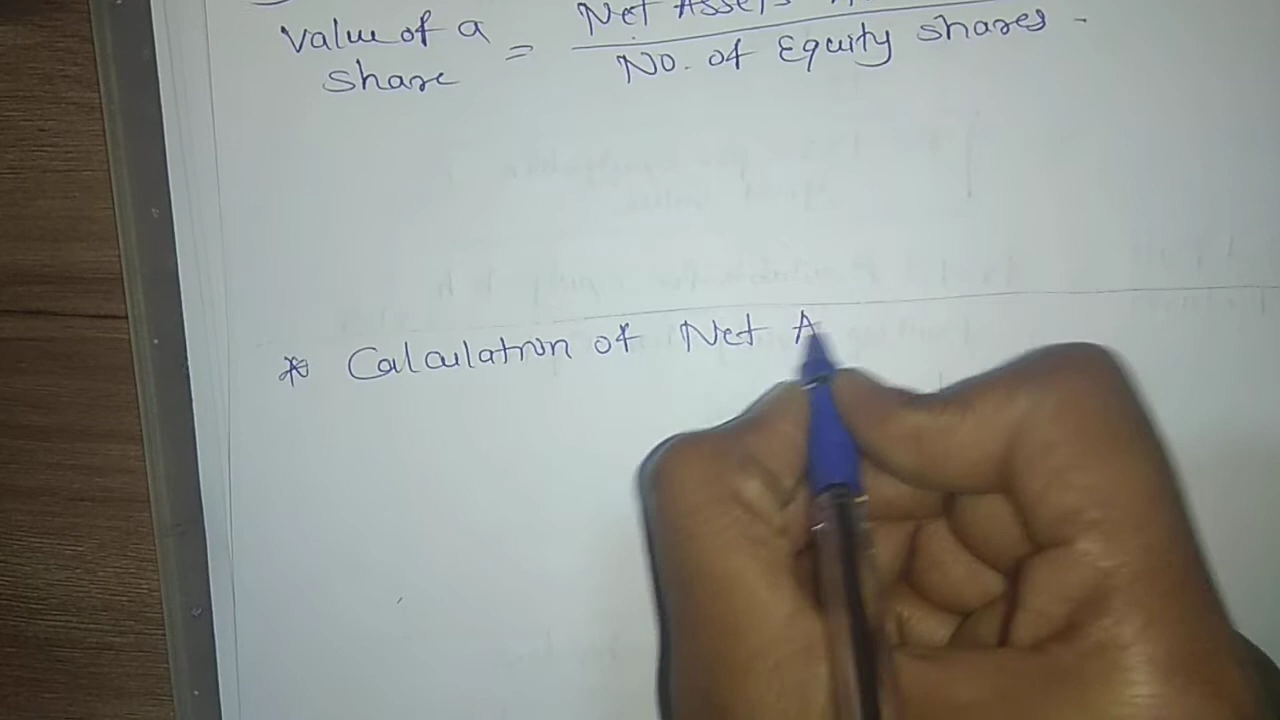 Net Assets
Value of a = 
share No. of Equity shares -
* Calculation of Net A